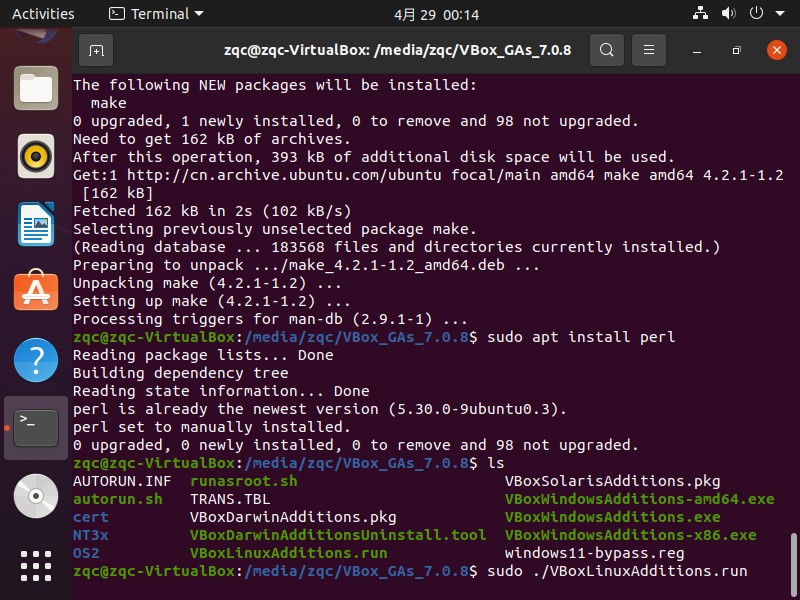 Activities
Terminal
4月 29 00:14
zqc@zqc-VirtualBox: /media/zqc/VBox_GAs_7.0.8
The following NEW packages will be installed:
  make
0 upgraded, 1 newly installed, 0 to remove and 98 not upgraded.
Need to get 162 kB of archives.
After this operation, 393 kB of additional disk space will be used.
Get:1 http://cn.archive.ubuntu.com/ubuntu focal/main amd64 make amd64 4.2.1-1.2
 [162 kB]
Fetched 162 kB in 2s (102 kB/s)
Selecting previously unselected package make.
(Reading database ... 183568 files and directories currently installed.)
Preparing to unpack .../make_4.2.1-1.2_amd64.deb ...
Unpacking make (4.2.1-1.2) ...
Setting up make (4.2.1-1.2) ...
Processing triggers for man-db (2.9.1-1) ...
zqc@zqc-VirtualBox:/media/zqc/VBox_GAs_7.0.8$ sudo apt install perl
Reading package lists... Done
Building dependency tree
Reading state information... Done
perl is already the newest version (5.30.0-9ubuntu0.3).
perl set to manually installed.
0 upgraded, 0 newly installed, 0 to remove and 98 not upgraded.
zqc@zqc-VirtualBox:/media/zqc/VBox_GAs_7.0.8$ ls
AUTORUN.INF  runasroot.sh                       VBoxSolarisAdditions.pkg
autorun.sh   TRANS.TBL                          VBoxWindowsAdditions-amd64.exe
cert         VBoxDarwinAdditions.pkg            VBoxWindowsAdditions.exe
NT3x         VBoxDarwinAdditionsUninstall.tool  VBoxWindowsAdditions-x86.exe
OS2          VBoxLinuxAdditions.run             windows11-bypass.reg
zqc@zqc-VirtualBox:/media/zqc/VBox_GAs_7.0.8$ sudo ./VBoxLinuxAdditions.run